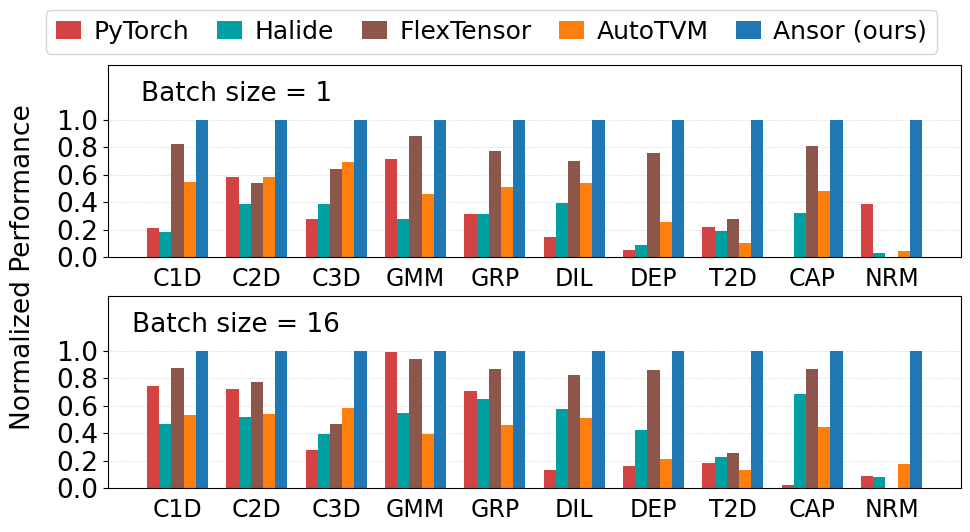 PyTorch Halide FlexTensor AutoTVM Ansor (ours)
Normalized Performance
Batch size = 1
1.0
0.8
0.6
0.4
0.2
0.0
C1D C2D C3D GMM GRP DIL DEP T2D CAP NRM
Batch size = 16
1.0
0.8
0.6
0.4
0.2
0.0
C1D C2D C3D GMM GRP DIL DEP T2D CAP NRM